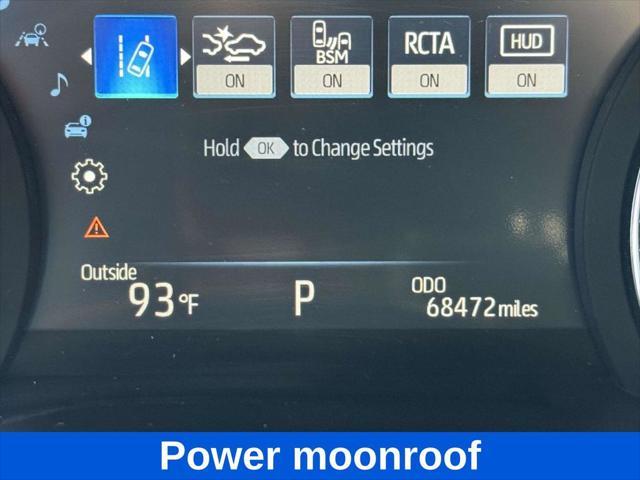 BSM RCTA HUD
ON ON ON ON
Hold OK to Change Settings
Outside
93°F P ODO
68472 miles
Power moonroof